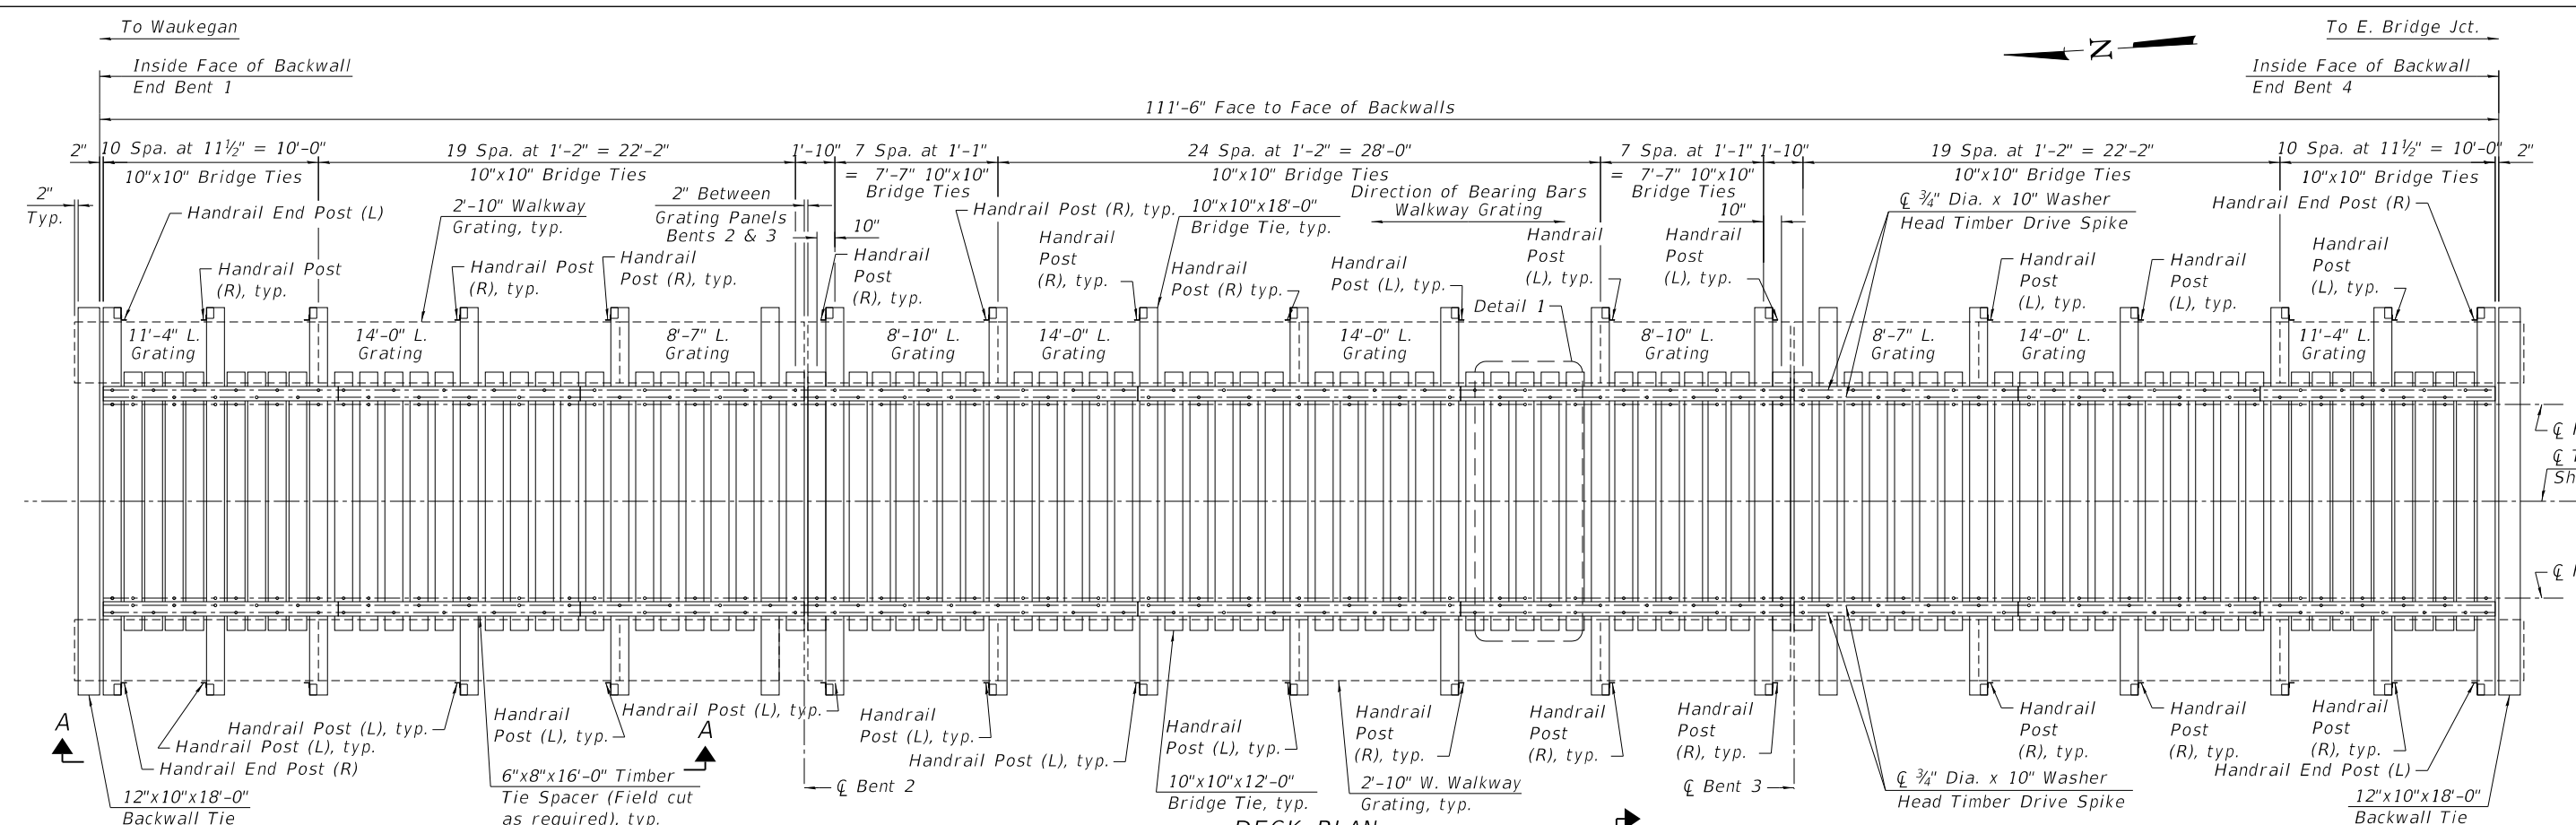 To Waukegan
To E. Bridge Jct.
N
Inside Face of Backwall
End Bent 1
Inside Face of Backwall
End Bent 4
111'-6" Face to Face of Backwalls
2"
10 Spa. at 11½" = 10'-0"
10"x10" Bridge Ties
19 Spa. at 1'-2" = 22'-2"
10"x10" Bridge Ties
1'-10"
7 Spa. at 1'-1"
= 7'-7" 10"x10"
Bridge Ties
24 Spa. at 1'-2" = 28'-0"
10"x10" Bridge Ties
7 Spa. at 1'-1"
= 7'-7" 10"x10"
Bridge Ties
1'-10"
19 Spa. at 1'-2" = 22'-2"
10"x10" Bridge Ties
10 Spa. at 11½" = 10'-0"
10"x10" Bridge Ties
2"
2"
Typ.
Handrail End Post (L)
2'-10" Walkway
Grating, typ.
2" Between
Grating Panels
Bents 2 & 3
10"
Handrail Post (R), typ.
10"x10"x18'-0"
Bridge Tie, typ.
Direction of Bearing Bars
Walkway Grating
10"
℄ ¾" Dia. x 10" Washer
Head Timber Drive Spike
Handrail End Post (R)
Handrail Post
(R), typ.
Handrail Post
(R), typ.
Handrail
Post (R), typ.
Handrail
Post
(R), typ.
Handrail
Post
(R), typ.
Handrail
Post (R) typ.
Handrail
Post (L), typ.
Handrail
Post
(L), typ.
Handrail
Post
(L), typ.
Handrail
Post
(L), typ.
Handrail
Post
(L), typ.
Handrail
Post
(L), typ.
Detail 1
11'-4" L.
Grating
14'-0" L.
Grating
8'-7" L.
Grating
8'-10" L.
Grating
14'-0" L.
Grating
14'-0" L.
Grating
8'-10" L.
Grating
8'-7" L.
Grating
14'-0" L.
Grating
11'-4" L.
Grating
℄
℄
Sh
℄
A
A
Handrail Post (L), typ.
Handrail Post (L), typ.
Handrail End Post (R)
12"x10"x18'-0"
Backwall Tie
Handrail
Post (L), typ.
6"x8"x16'-0" Timber
Tie Spacer (Field cut
as required), typ.
Handrail Post (L), typ.
℄ Bent 2
Handrail
Post (L), typ.
Handrail Post (L), typ.
Handrail
Post (L), typ.
10"x10"x12'-0"
Bridge Tie, typ.
Handrail
Post
(R), typ.
2'-10" W. Walkway
Grating, typ.
Handrail
Post
(R), typ.
Handrail
Post
(R), typ.
℄ Bent 3
Handrail
Post
(R), typ.
℄ ¾" Dia. x 10" Washer
Head Timber Drive Spike
Handrail
Post
(R), typ.
Handrail
Post
(R), typ.
Handrail End Post (L)
12"x10"x18'-0"
Backwall Tie
DECK PLAN